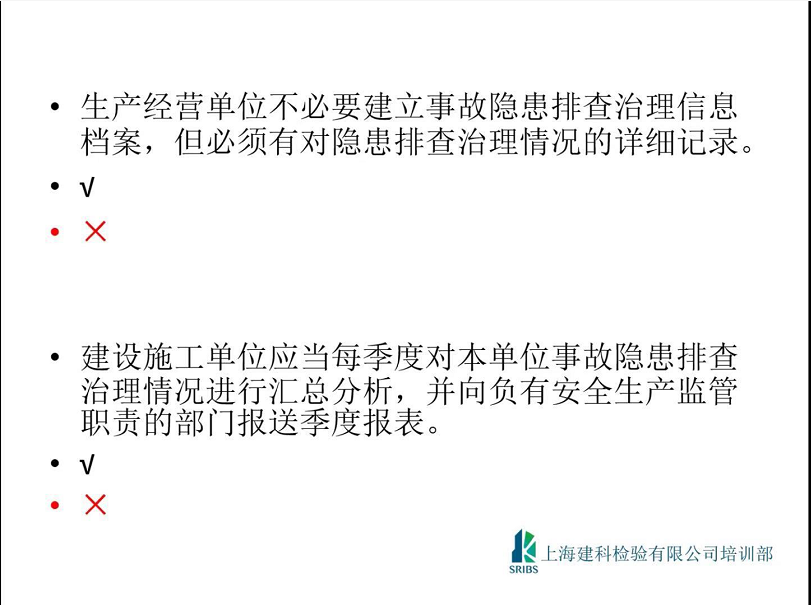 • 生产经营单位不必要建立事故隐患排查治理信息
档案，但必须有对隐患排查治理情况的详细记录。
• √
• ×
• 建设施工单位应当每季度对本单位事故隐患排查
治理情况进行汇总分析，并向负有安全生产监管
职责的部门报送季度报表。
• √
• ×
SRIBS 上海建科检验有限公司培训部